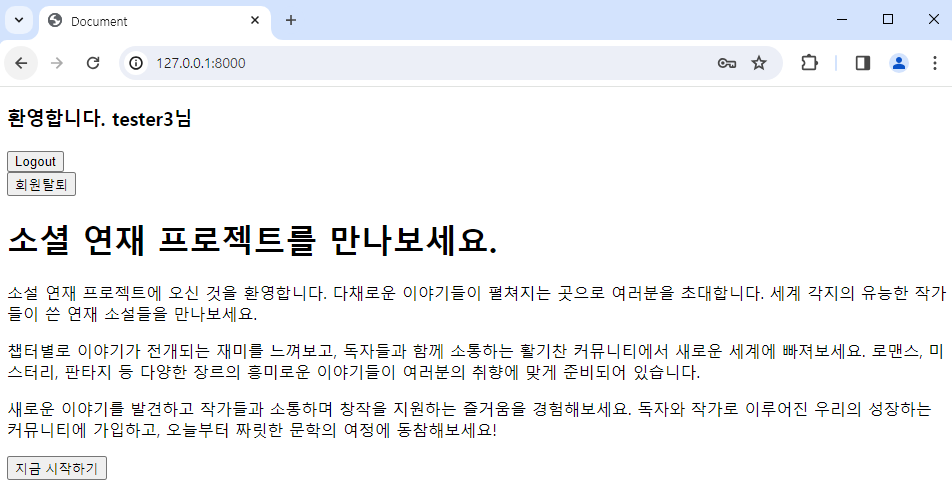 Document
127.0.0.1:8000
환영합니다. tester3님
Logout
회원탈퇴
소셜 연재 프로젝트를 만나보세요.
소설 연재 프로젝트에 오신 것을 환영합니다. 다채로운 이야기들이 펼쳐지는 곳으로 여러분을 초대합니다. 세계 각지의 유능한 작가
들이 쓴 연재 소설들을 만나보세요.
챕터별로 이야기가 전개되는 재미를 느껴보고, 독자들과 함께 소통하는 활기찬 커뮤니티에서 새로운 세계에 빠져보세요. 로맨스, 미
스터리, 판타지 등 다양한 장르의 흥미로운 이야기들이 여러분의 취향에 맞게 준비되어 있습니다.
새로운 이야기를 발견하고 작가들과 소통하며 창작을 지원하는 즐거움을 경험해보세요. 독자와 작가로 이루어진 우리의 성장하는
커뮤니티에 가입하고, 오늘부터 짜릿한 문학의 여정에 동참해보세요!
지금 시작하기